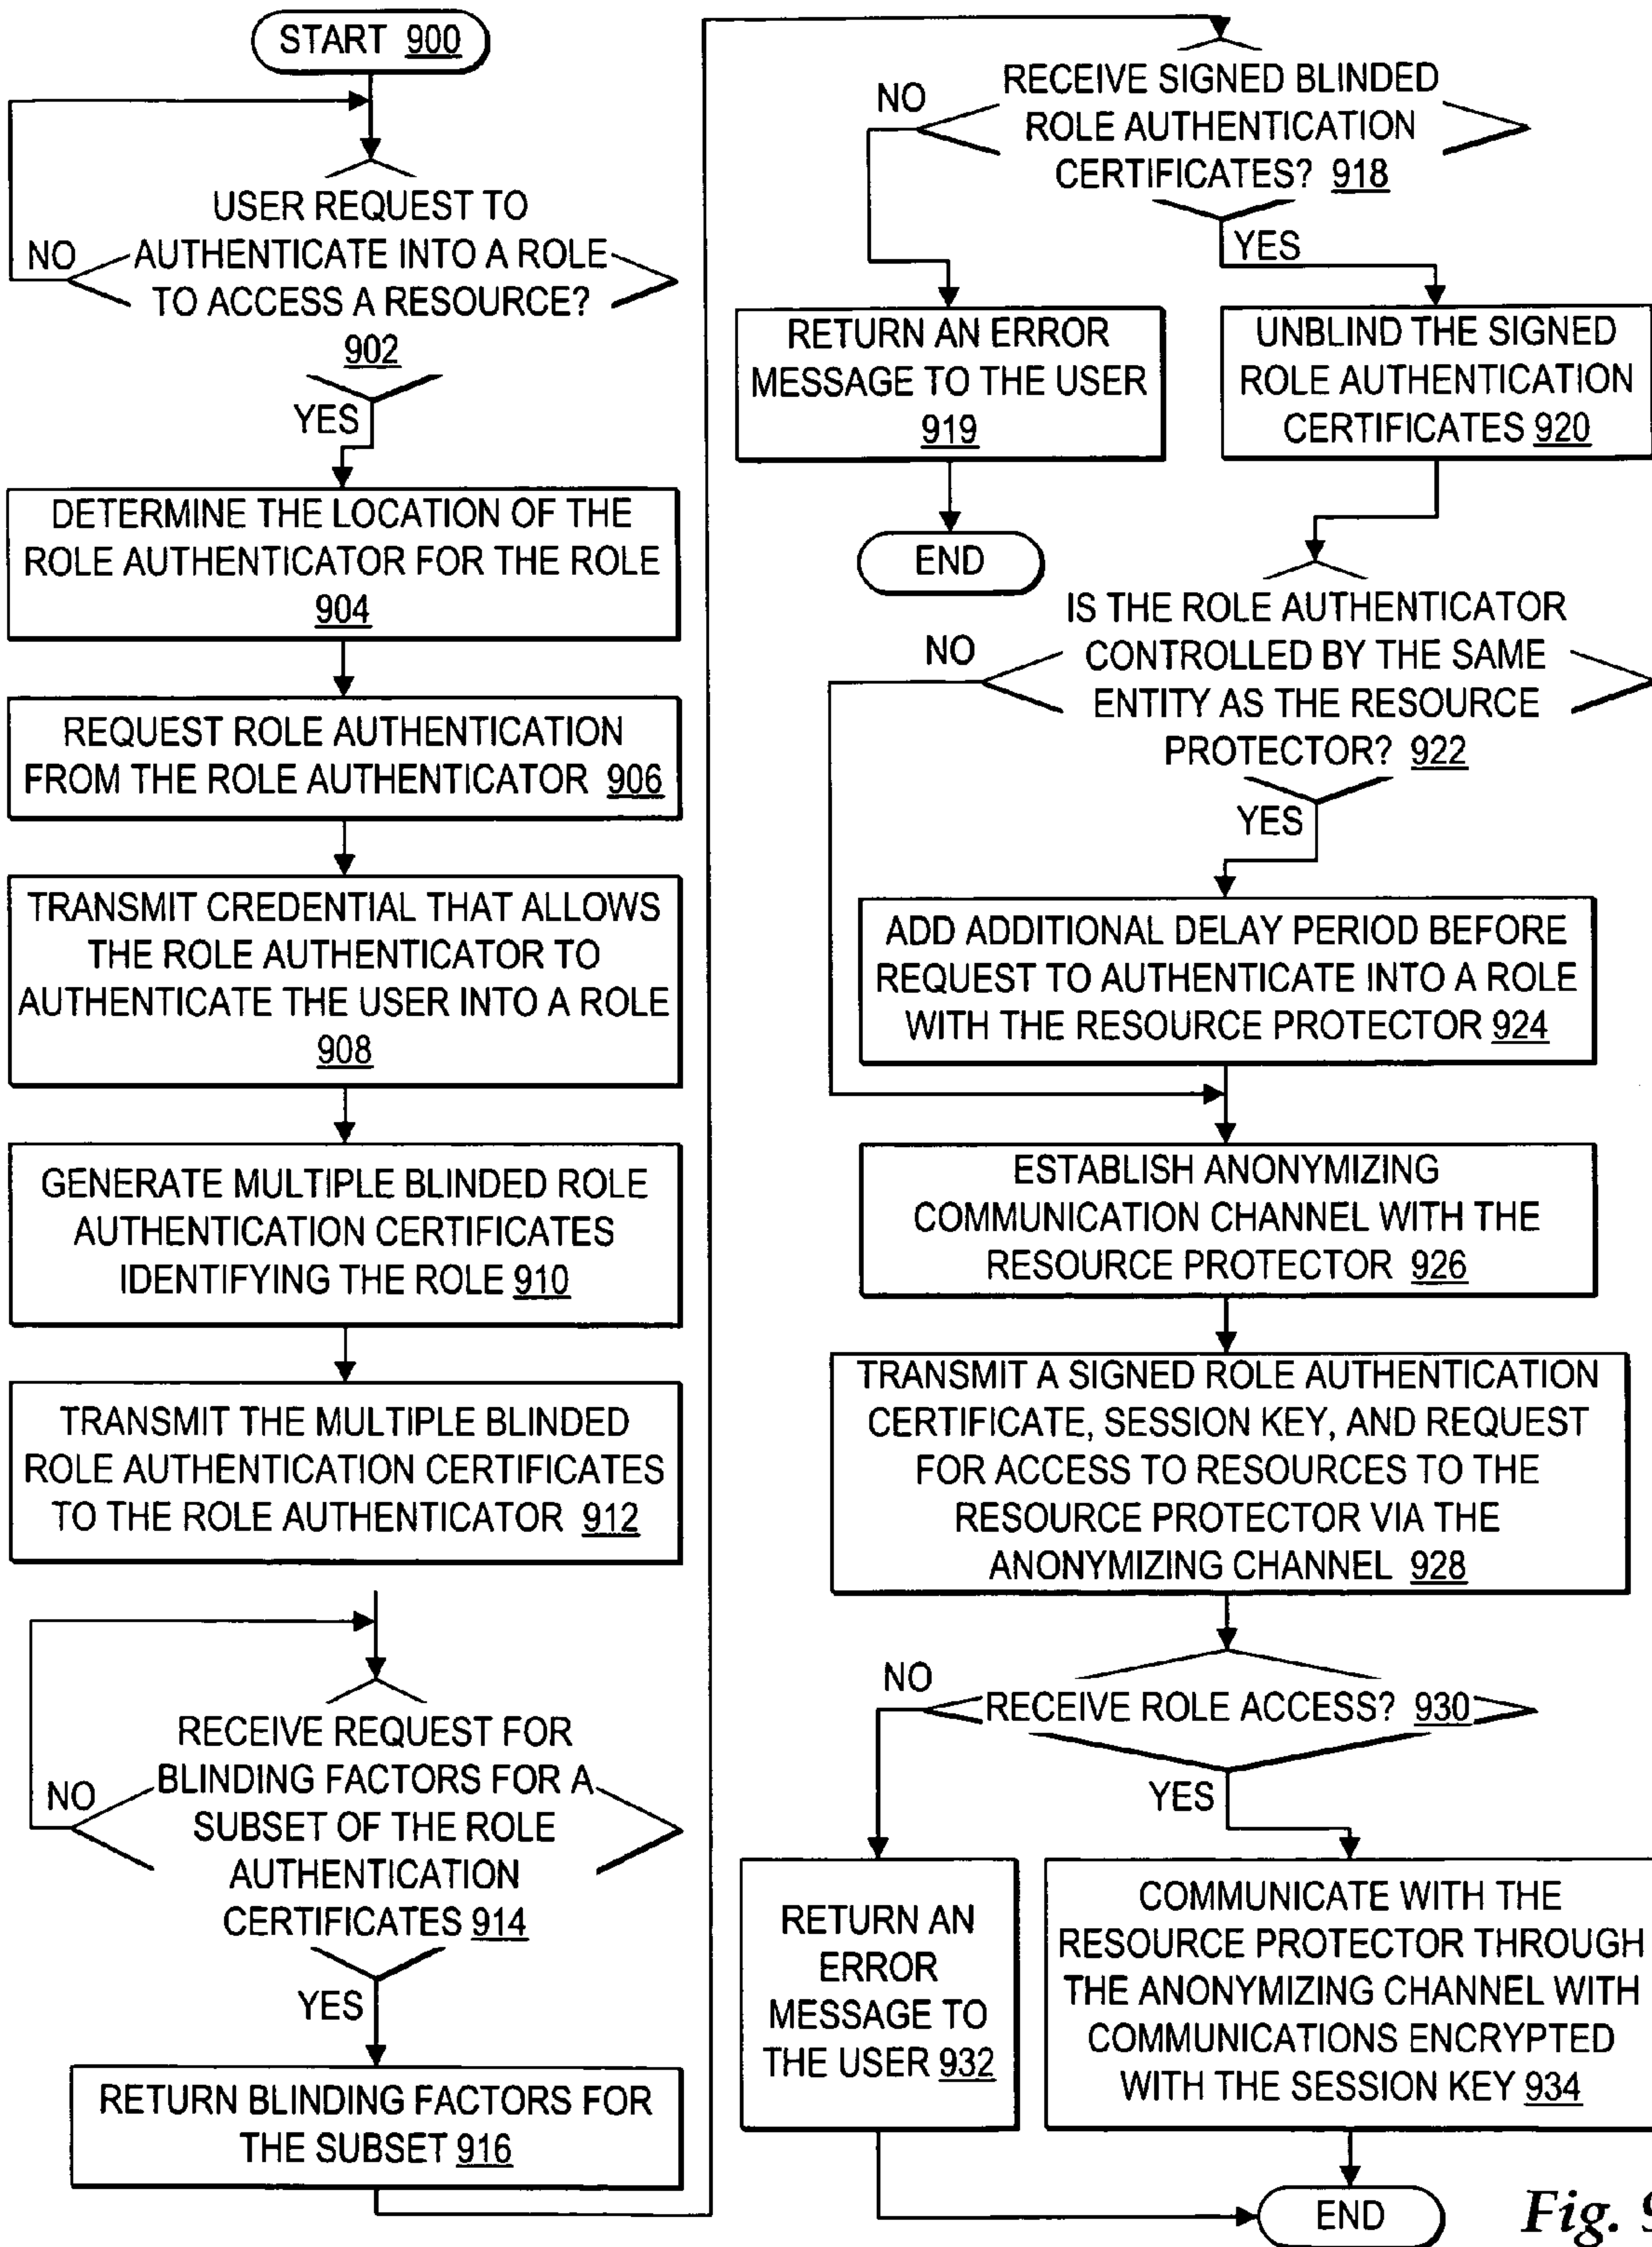 START 900
USER REQUEST TO
AUTHENTICATE INTO A ROLE
TO ACCESS A RESOURCE?
902
NO
YES
DETERMINE THE LOCATION OF THE
ROLE AUTHENTICATOR FOR THE ROLE
904
REQUEST ROLE AUTHENTICATION
FROM THE ROLE AUTHENTICATOR 906
TRANSMIT CREDENTIAL THAT ALLOWS
THE ROLE AUTHENTICATOR TO
AUTHENTICATE THE USER INTO A ROLE
908
GENERATE MULTIPLE BLINDED ROLE
AUTHENTICATION CERTIFICATES
IDENTIFYING THE ROLE 910
TRANSMIT THE MULTIPLE BLINDED
ROLE AUTHENTICATION CERTIFICATES
TO THE ROLE AUTHENTICATOR 912
RECEIVE REQUEST FOR
BLINDING FACTORS FOR A
SUBSET OF THE ROLE
AUTHENTICATION
CERTIFICATES 914
NO
YES
RETURN BLINDING FACTORS FOR
THE SUBSET 916
RECEIVE SIGNED BLINDED
ROLE AUTHENTICATION
CERTIFICATES? 918
NO
YES
RETURN AN ERROR
MESSAGE TO THE USER
919
END
UNBLIND THE SIGNED
ROLE AUTHENTICATION
CERTIFICATES 920
IS THE ROLE AUTHENTICATOR
CONTROLLED BY THE SAME
ENTITY AS THE RESOURCE
PROTECTOR? 922
NO
YES
ADD ADDITIONAL DELAY PERIOD BEFORE
REQUEST TO AUTHENTICATE INTO A ROLE
WITH THE RESOURCE PROTECTOR 924
ESTABLISH ANONYMIZING
COMMUNICATION CHANNEL WITH THE
RESOURCE PROTECTOR 926
TRANSMIT A SIGNED ROLE AUTHENTICATION
CERTIFICATE, SESSION KEY, AND REQUEST
FOR ACCESS TO RESOURCES TO THE
RESOURCE PROTECTOR VIA THE
ANONYMIZING CHANNEL 928
RECEIVE ROLE ACCESS? 930
NO
YES
RETURN AN
ERROR
MESSAGE TO
THE USER 932
COMMUNICATE WITH THE
RESOURCE PROTECTOR THROUGH
THE ANONYMIZING CHANNEL WITH
COMMUNICATIONS ENCRYPTED
WITH THE SESSION KEY 934
END
Fig. 9